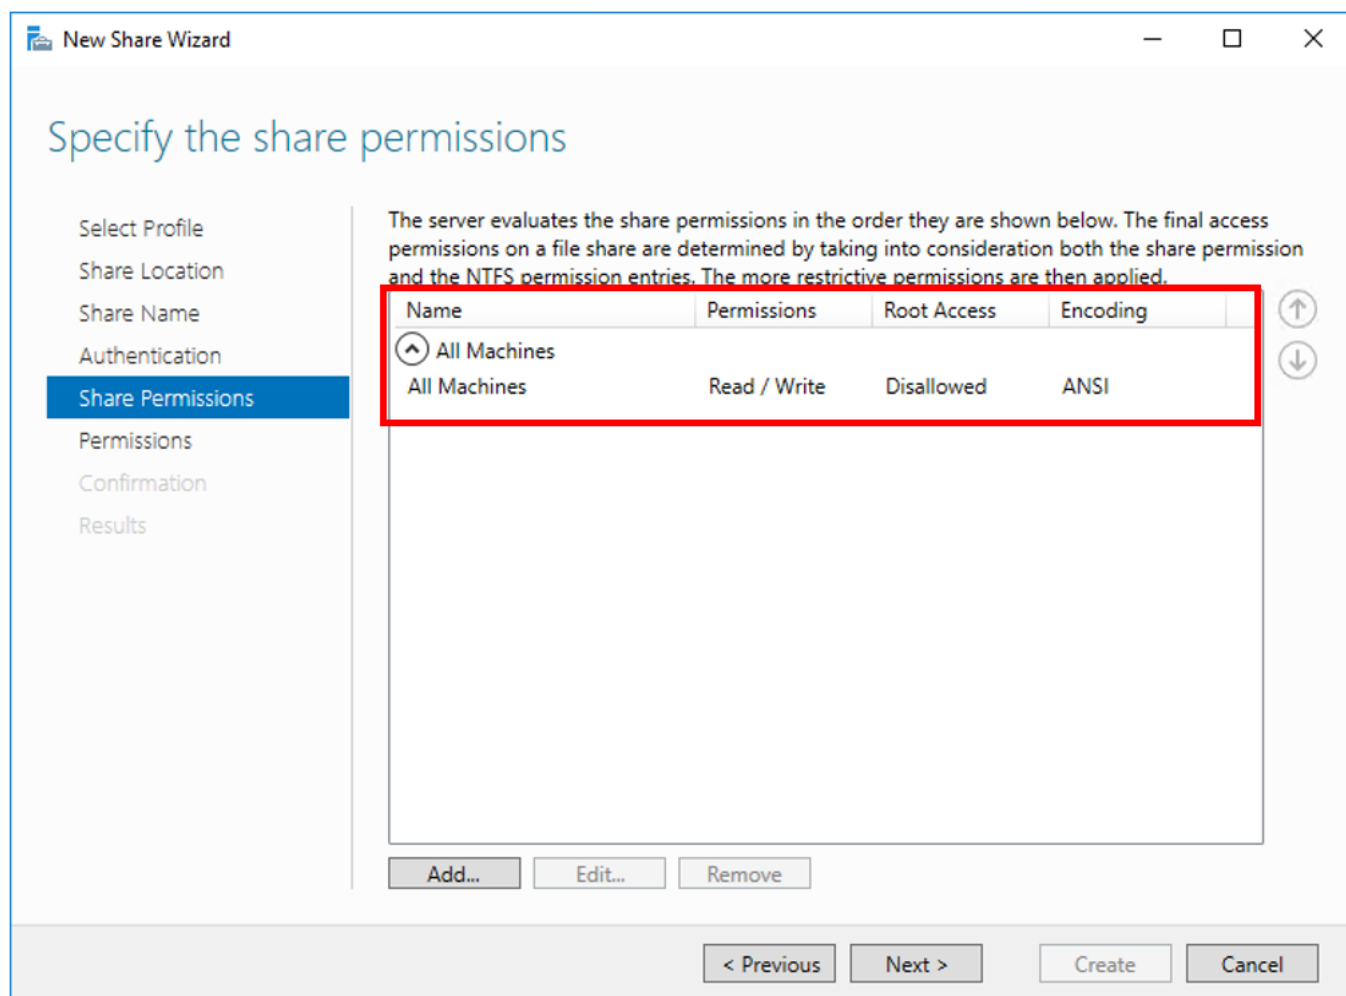 New Share Wizard
Specify the share permissions
Select Profile
Share Location
Share Name
Authentication
Share Permissions
Permissions
Confirmation
Results
The server evaluates the share permissions in the order they are shown below. The final access
permissions on a file share are determined by taking into consideration both the share permission
and the NTFS permission entries. The more restrictive permissions are then applied.
Name Permissions Root Access Encoding
All Machines
All Machines Read / Write Disallowed ANSI
Add... Edit... Remove
< Previous Next > Create Cancel